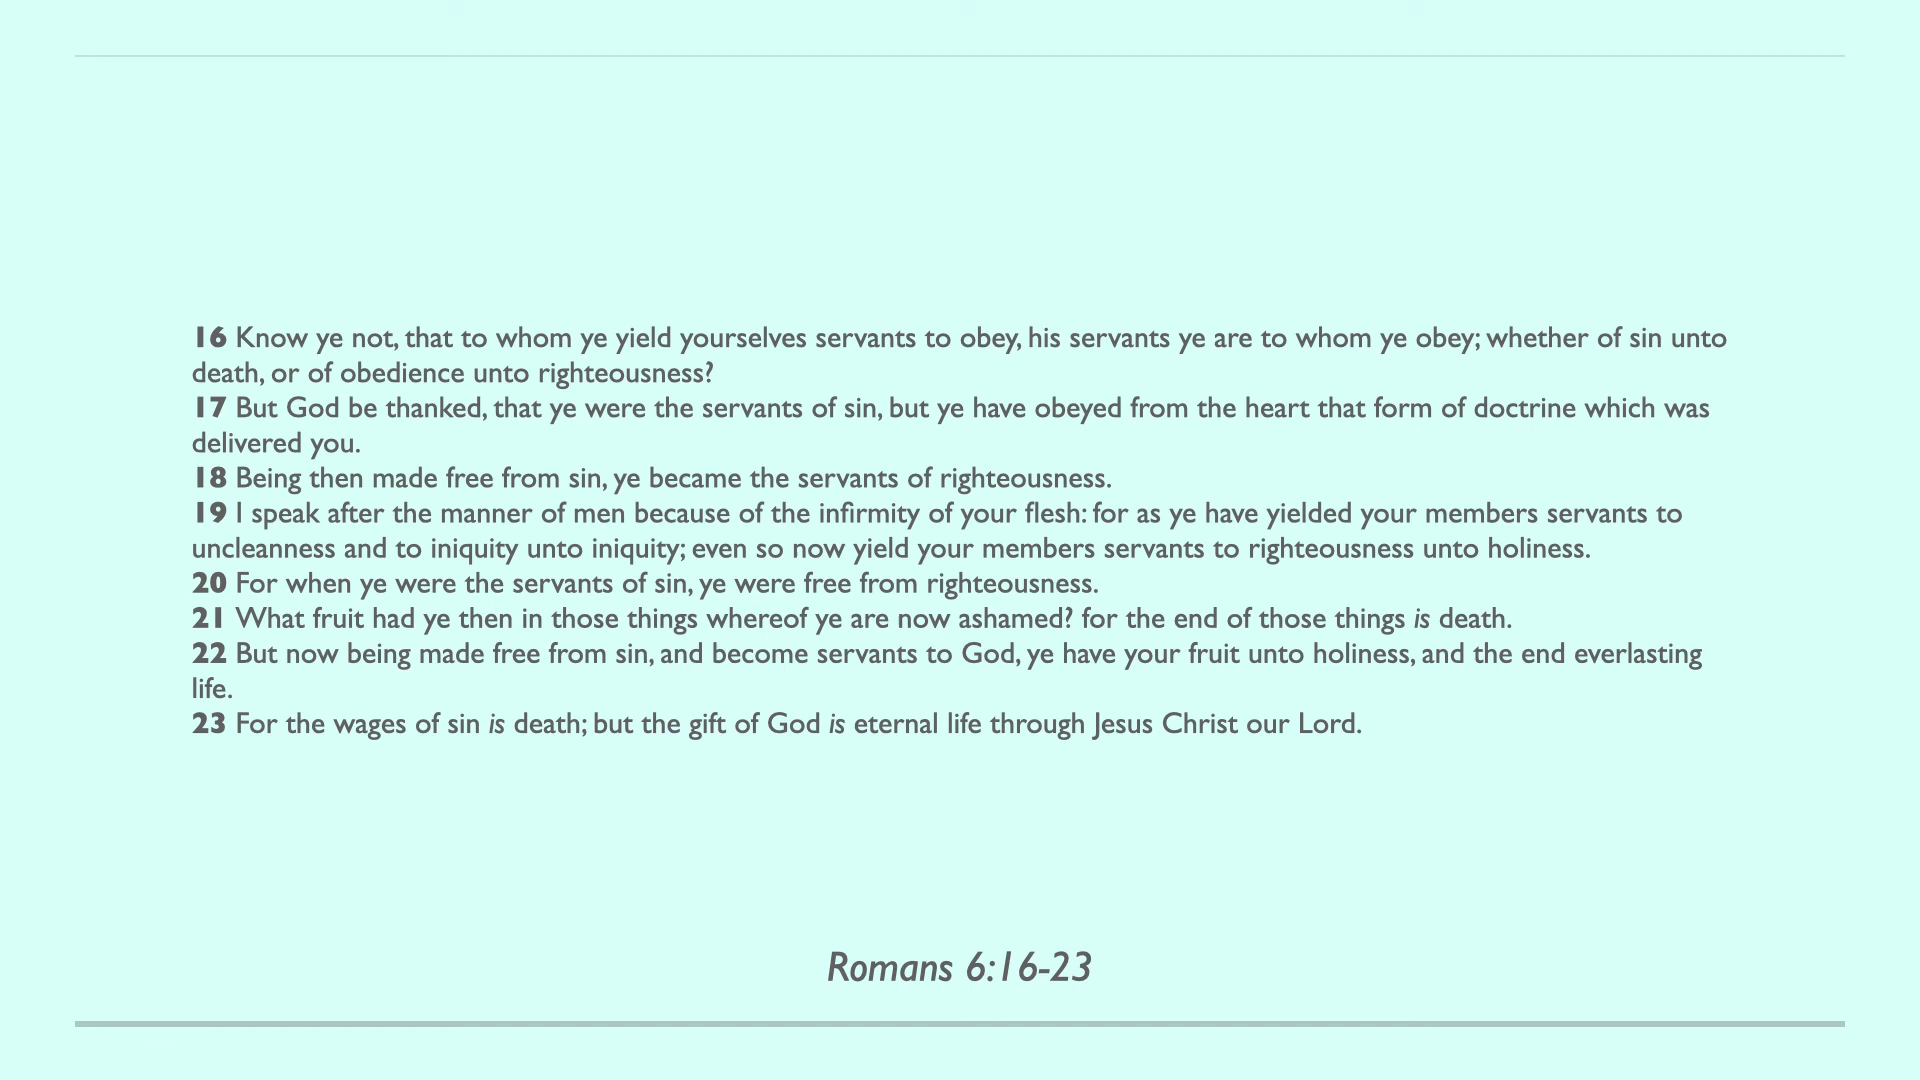 16 Know ye not, that to whom ye yield yourselves servants to obey, his servants ye are to whom ye obey; whether of sin unto
death, or of obedience unto righteousness?
17 But God be thanked, that ye were the servants of sin, but ye have obeyed from the heart that form of doctrine which was
delivered you.
18 Being then made free from sin, ye became the servants of righteousness.
19 I speak after the manner of men because of the infirmity of your flesh: for as ye have yielded your members servants to
uncleanness and to iniquity unto iniquity; even so now yield your members servants to righteousness unto holiness.
20 For when ye were the servants of sin, ye were free from righteousness.
21 What fruit had ye then in those things whereof ye are now ashamed? for the end of those things is death.
22 But now being made free from sin, and become servants to God, ye have your fruit unto holiness, and the end everlasting
life.
23 For the wages of sin is death; but the gift of God is eternal life through Jesus Christ our Lord.
Romans 6:16-23